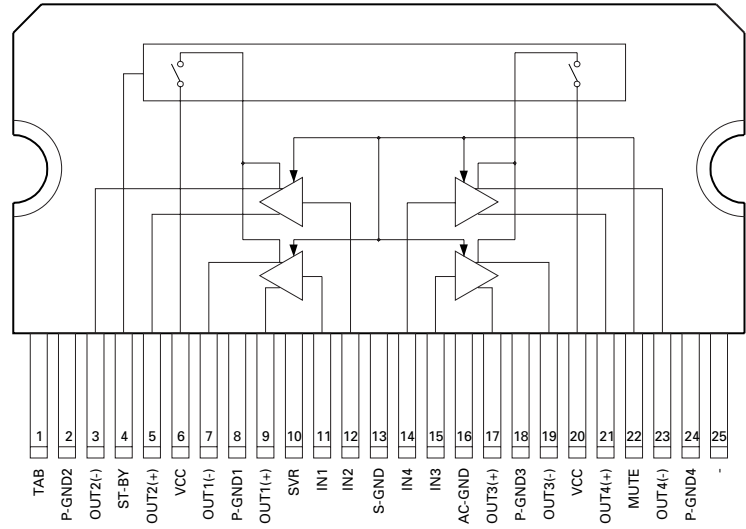 1 2 3 4 5 6 7 8 9 10 11 12 13 14 15 16 17 18 19 20 21 22 23 24 25
TAB
P-GND2
OUT2(-)
ST-BY
OUT2(+)
VCC
OUT1(-)
P-GND1
OUT1(+)
SVR
IN1
IN2
S-GND
IN4
IN3
AC-GND
OUT3(+)
P-GND3
OUT3(-)
VCC
OUT4(+)
MUTE
OUT4(-)
P-GND4
-